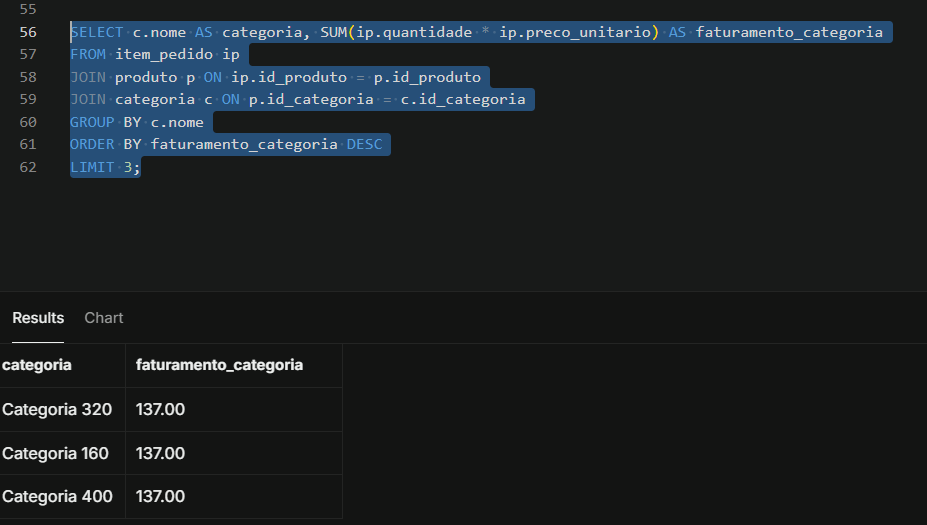 55
56 SELECT c.nome AS categoria, SUM(ip.quantidade * ip.preco_unitario) AS faturamento_categoria
57 FROM item_pedido ip
58 JOIN produto p ON ip.id_produto = p.id_produto
59 JOIN categoria c ON p.id_categoria = c.id_categoria
60 GROUP BY c.nome
61 ORDER BY faturamento_categoria DESC
62 LIMIT 3;
Results Chart
categoria faturamento_categoria
Categoria 320 137.00
Categoria 160 137.00
Categoria 400 137.00